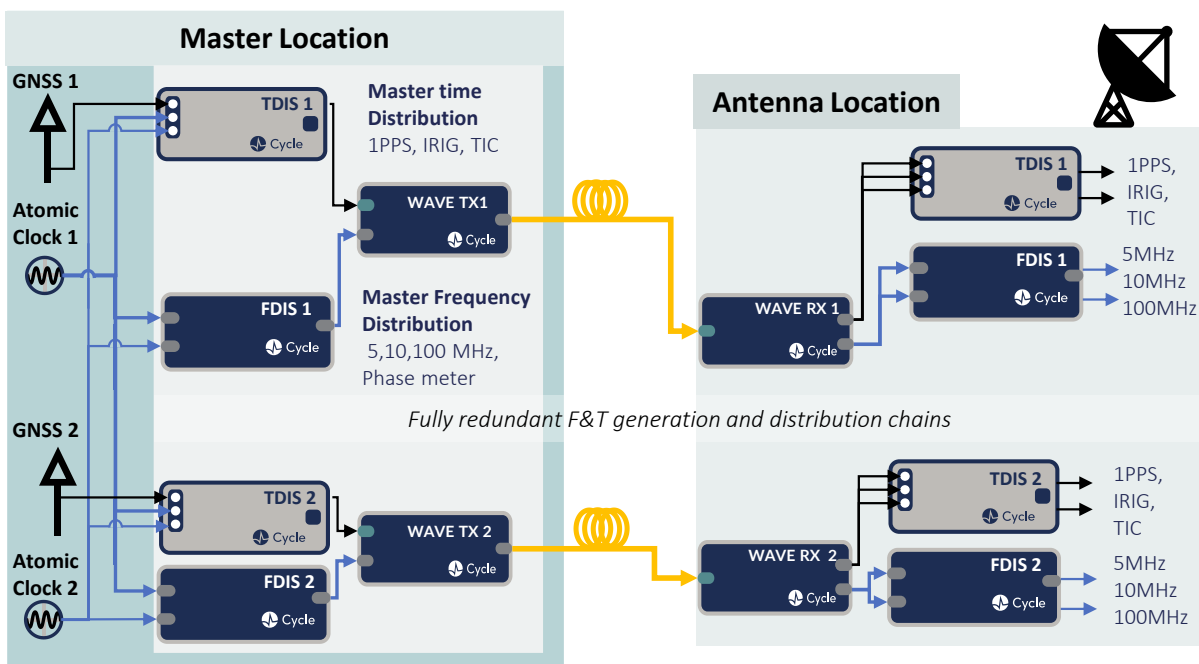 Master Location
GNSS 1
TDIS 1
Cycle
Master time
Distribution
1PPS, IRIG, TIC
Atomic
Clock 1
WAVE TX1
Cycle
FDIS 1
Cycle
Master Frequency
Distribution
5,10,100 MHz,
Phase meter
Antenna Location
TDIS 1
Cycle
1PPS,
IRIG,
TIC
FDIS 1
Cycle
5MHz
10MHz
100MHz
WAVE RX 1
Cycle
Fully redundant F&T generation and distribution chains
GNSS 2
TDIS 2
Cycle
WAVE TX 2
Cycle
Atomic
Clock 2
FDIS 2
Cycle
TDIS 2
Cycle
1PPS,
IRIG,
TIC
WAVE RX 2
Cycle
FDIS 2
Cycle
5MHz
10MHz
100MHz